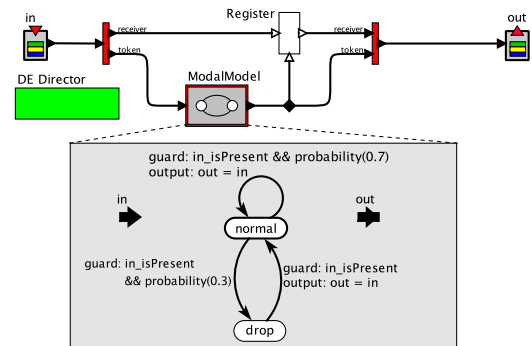 in
Register
out
receiver
receiver
token
token
DE Director
ModalModel
guard: in_isPresent && probability(0.7)
output: out = in
in
out
normal
guard: in_isPresent
&& probability(0.3)
guard: in_isPresent
output: out = in
drop